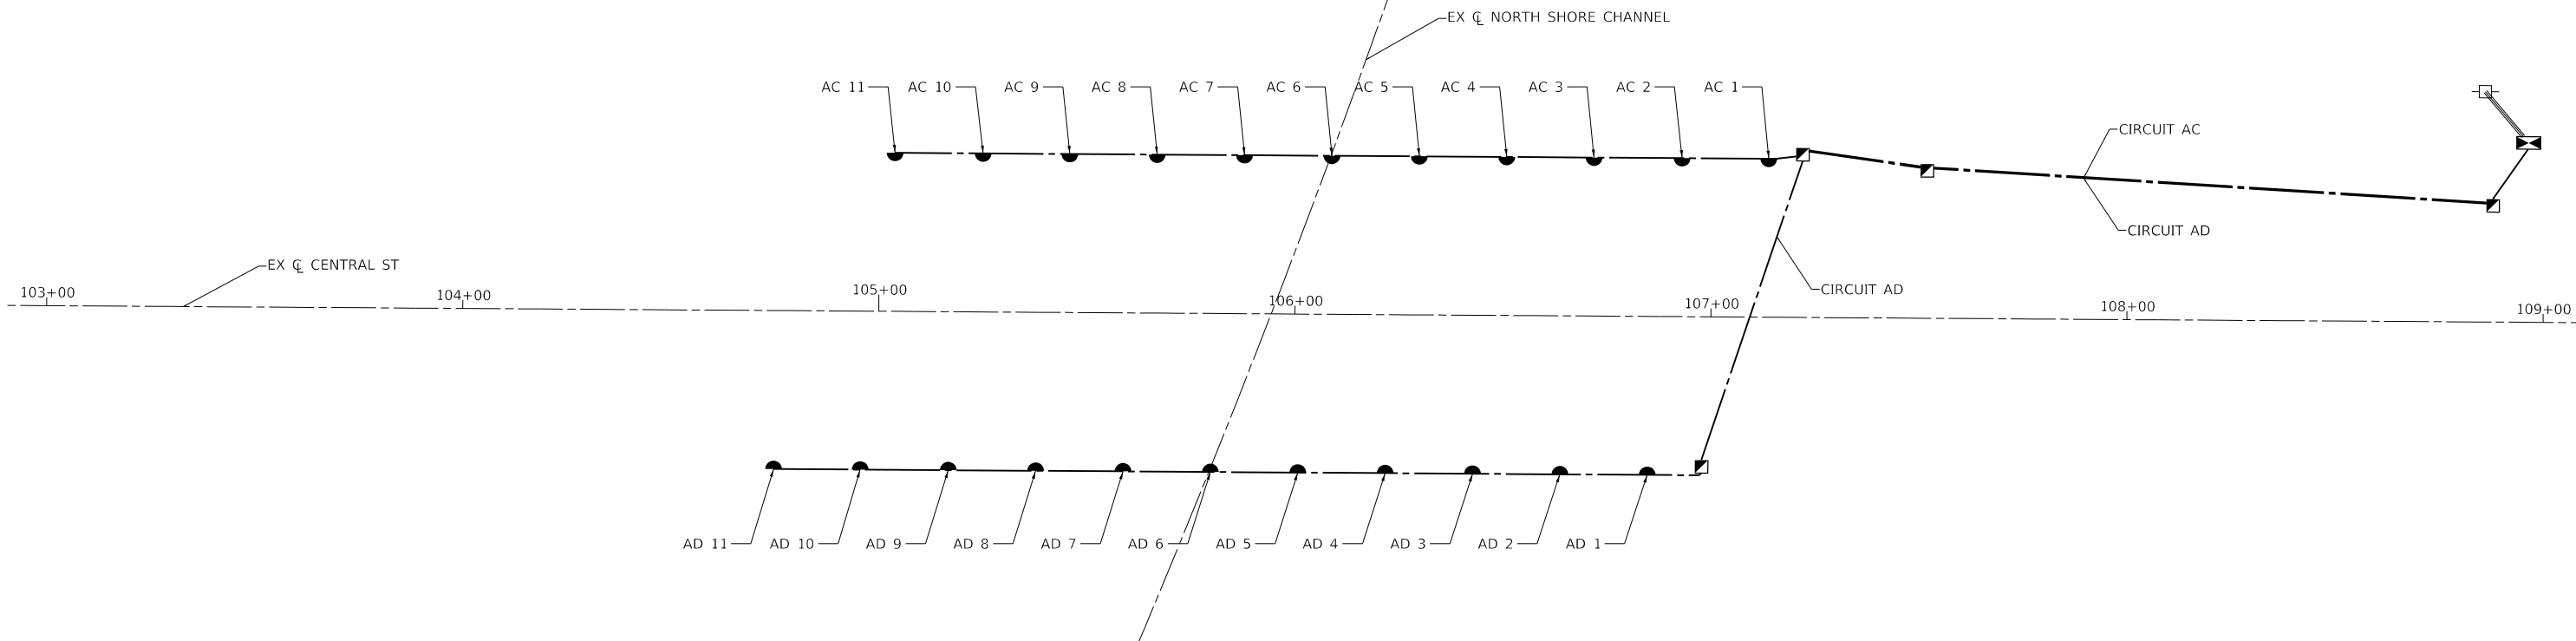 EX ℄ NORTH SHORE CHANNEL
AC 11
AC 10
AC 9
AC 8
AC 7
AC 6
AC 5
AC 4
AC 3
AC 2
AC 1
CIRCUIT AC
CIRCUIT AD
EX ℄ CENTRAL ST
CIRCUIT AD
103+00
104+00
105+00
106+00
107+00
108+00
109+00
AD 11
AD 10
AD 9
AD 8
AD 7
AD 6
AD 5
AD 4
AD 3
AD 2
AD 1